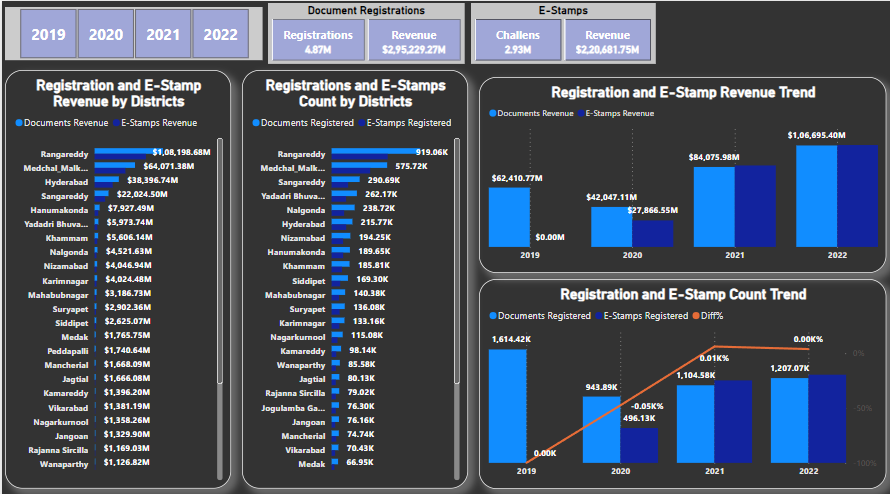 2019 2020 2021 2022
Document Registrations
Registrations
4.87M
Revenue
$2,95,229.27M
E-Stamps
Challens
2.93M
Revenue
$2,20,681.75M
Registration and E-Stamp
Revenue by Districts
Documents Revenue E-Stamps Revenue
Rangareddy $1,08,198.68M
Medchal_Malk... $64,071.38M
Hyderabad $38,396.74M
Sangareddy $22,024.50M
Hanumakonda $7,927.49M
Yadadri Bhuva... $5,973.74M
Khammam $5,606.14M
Nalgonda $4,521.63M
Nizamabad $4,046.94M
Karimnagar $4,024.48M
Mahabubnagar $3,186.73M
Suryapet $2,902.36M
Siddipet $2,625.07M
Medak $1,765.75M
Peddapalli $1,740.64M
Mancherial $1,668.09M
Jagtial $1,666.08M
Kamareddy $1,396.20M
Vikarabad $1,381.19M
Nagarkurnool $1,358.26M
Jangoan $1,329.90M
Rajanna Sircilla $1,169.03M
Wanaparthy $1,126.82M
Registrations and E-Stamps
Count by Districts
Documents Registered E-Stamps Registered
Rangareddy 919.06K
Medchal_Malk... 575.72K
Sangareddy 290.69K
Yadadri Bhuva... 262.17K
Nalgonda 238.72K
Hyderabad 215.77K
Nizamabad 194.25K
Hanumakonda 189.65K
Khammam 185.81K
Siddipet 169.30K
Mahabubnagar 140.38K
Suryapet 136.08K
Karimnagar 133.16K
Nagarkurnool 115.08K
Kamareddy 98.14K
Wanaparthy 85.58K
Jagtial 80.13K
Rajanna Sircilla 79.02K
Jogulamba Ga... 76.30K
Jangoan 76.16K
Mancherial 74.74K
Vikarabad 70.43K
Medak 66.95K
Registration and E-Stamp Revenue Trend
Documents Revenue E-Stamps Revenue
$62,410.77M
$0.00M
$42,047.11M
$27,866.55M
$84,075.98M
$1,06,695.40M
2019 2020 2021 2022
Registration and E-Stamp Count Trend
Documents Registered E-Stamps Registered Diff%
1,614.42K
0.00K
943.89K
-0.05K%
496.13K
0.01K%
1,104.58K
0.00K%
1,207.07K
0%
-50%
-100%
2019 2020 2021 2022